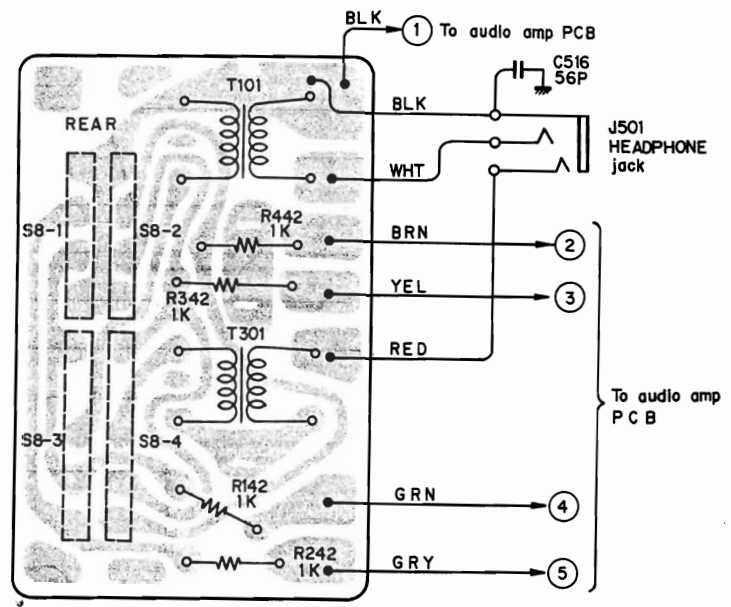 BLK
1 To audio amp PCB
C516
56P
T101
BLK
REAR
J501
HEADPHONE
jack
WHT
S8-1 S8-2
R442
1K
BRN
2
R342
1K
YEL
3
T301
RED
To audio amp
PCB
S8-3 S8-4
R142
1K
GRN
4
R242
1K
GRY
5